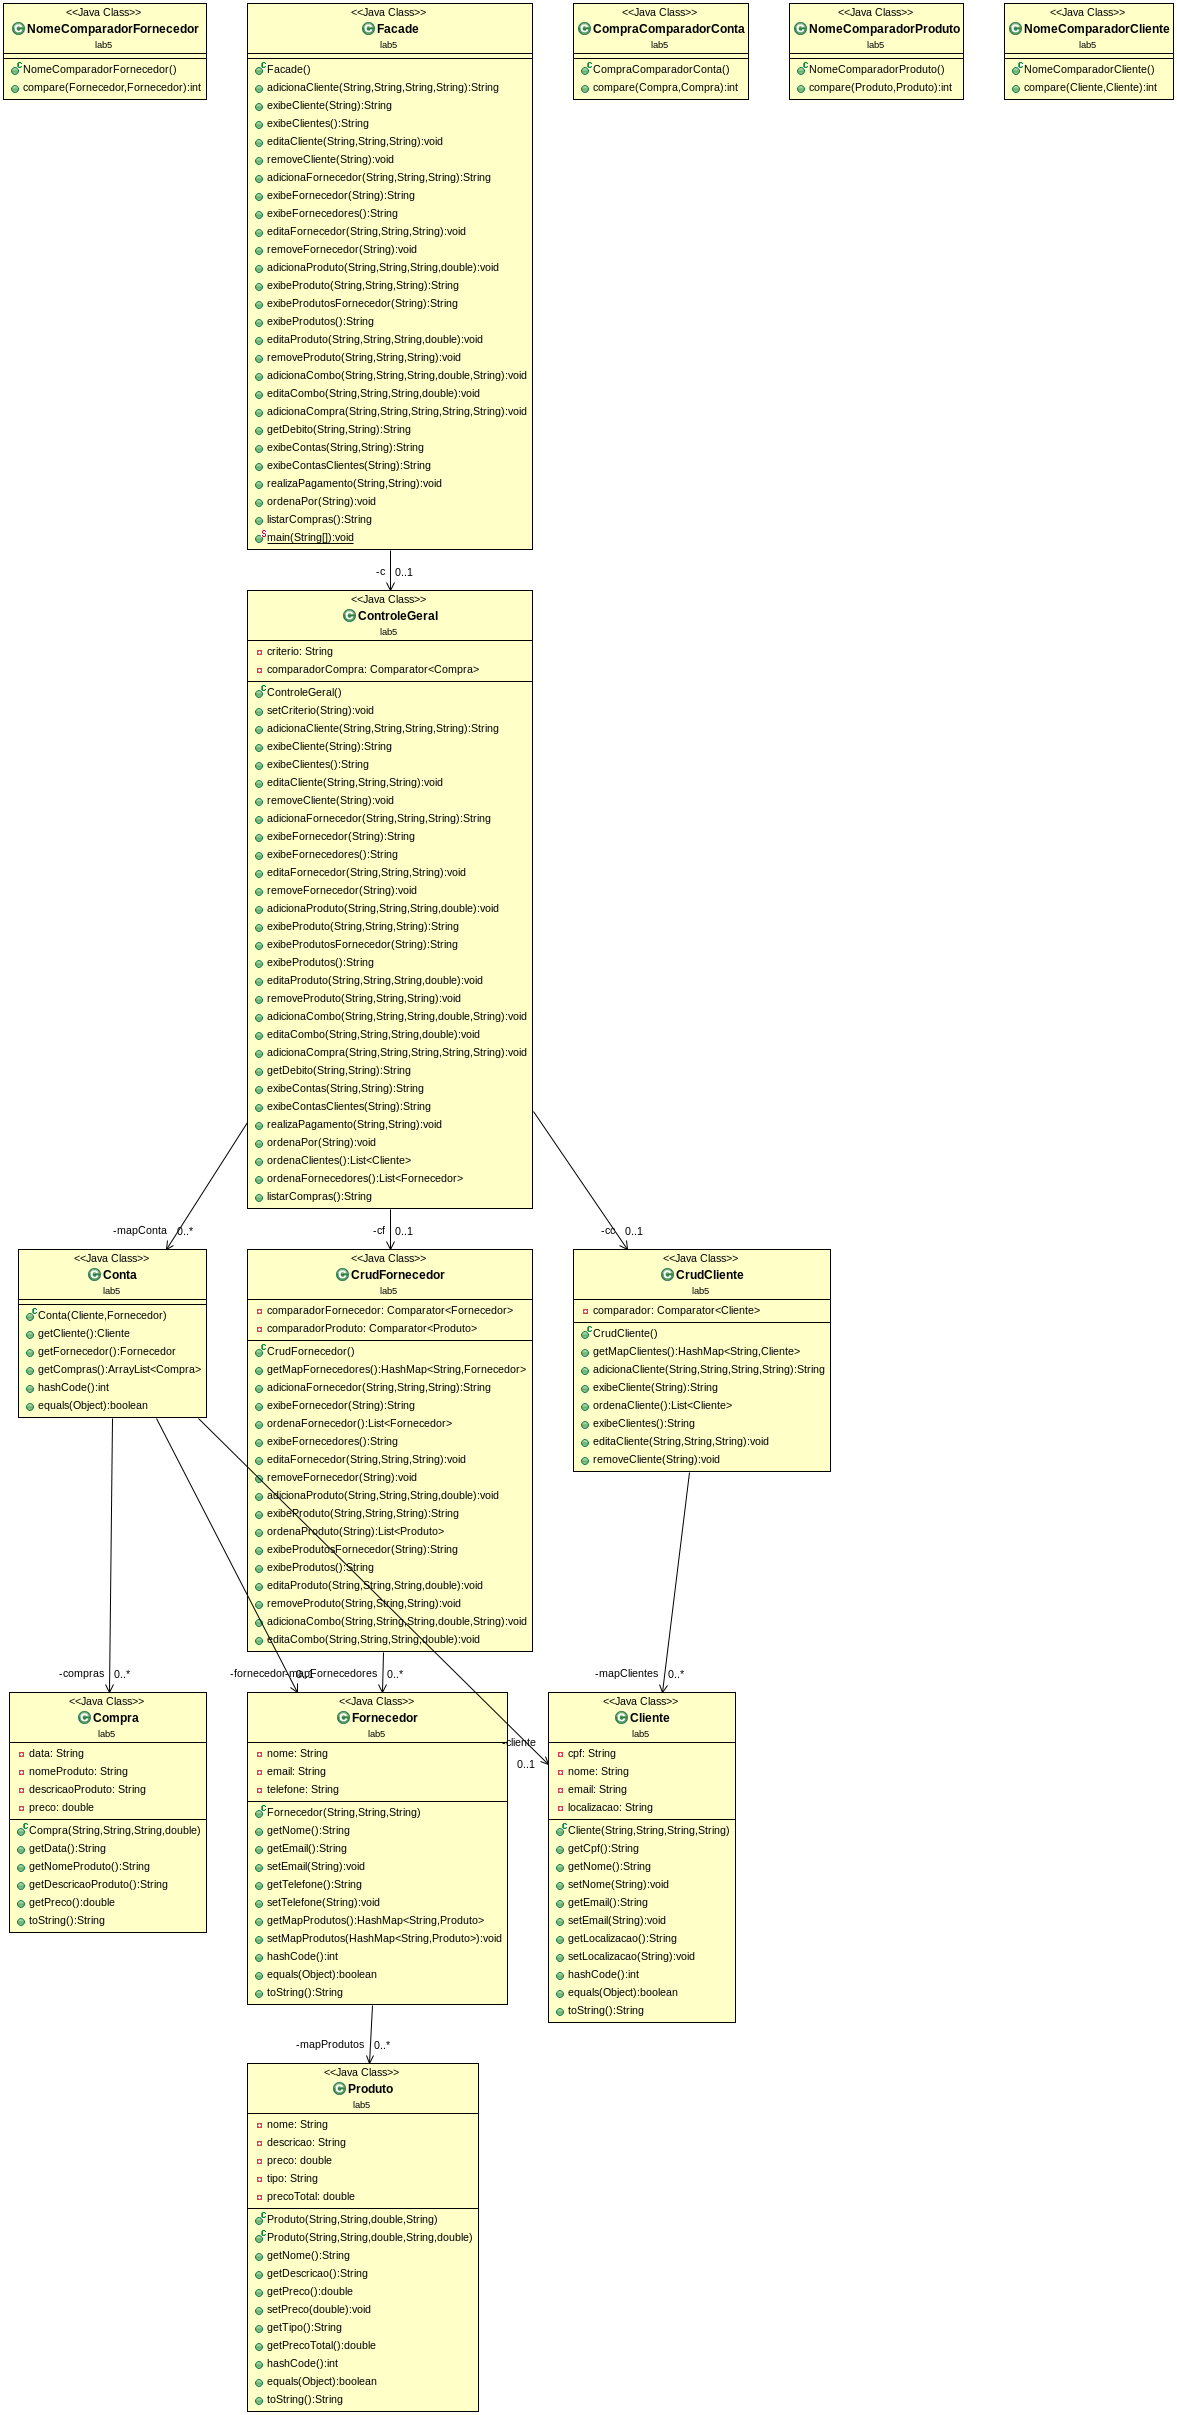 <<Java Class>>
NomeComparadorFornecedor
lab5
NomeComparadorFornecedor()
compare(Fornecedor,Fornecedor):int
<<Java Class>>
Facade
lab5
Facade()
adicionaCliente(String,String,String,String):String
exibeCliente(String):String
exibeClientes():String
editaCliente(String,String,String):void
removeCliente(String):void
adicionaFornecedor(String,String,String):String
exibeFornecedor(String):String
exibeFornecedores():String
editaFornecedor(String,String,String):void
removeFornecedor(String):void
adicionaProduto(String,String,String,double):void
exibeProduto(String,String,String):String
exibeProdutosFornecedor(String):String
exibeProdutos():String
editaProduto(String,String,String,double):void
removeProduto(String,String,String):void
adicionaCombo(String,String,String,double,String):void
editaCombo(String,String,String,double):void
adicionaCompra(String,String,String,String,String):void
getDebito(String,String):String
exibeContas(String,String):String
exibeContasClientes(String):String
realizaPagamento(String,String):void
ordenaPor(String):void
listarCompras():String
main(String[]):void
<<Java Class>>
CompraComparadorConta
lab5
CompraComparadorConta()
compare(Compra,Compra):int
<<Java Class>>
NomeComparadorProduto
lab5
NomeComparadorProduto()
compare(Produto,Produto):int
<<Java Class>>
NomeComparadorCliente
lab5
NomeComparadorCliente()
compare(Cliente,Cliente):int
-c 0..1
<<Java Class>>
ControleGeral
lab5
criterio: String
comparadorCompra: Comparator<Compra>
ControleGeral()
setCriterio(String):void
adicionaCliente(String,String,String,String):String
exibeCliente(String):String
exibeClientes():String
editaCliente(String,String,String):void
removeCliente(String):void
adicionaFornecedor(String,String,String):String
exibeFornecedor(String):String
exibeFornecedores():String
editaFornecedor(String,String,String):void
removeFornecedor(String):void
adicionaProduto(String,String,String,double):void
exibeProduto(String,String,String):String
exibeProdutosFornecedor(String):String
exibeProdutos():String
editaProduto(String,String,String,double):void
removeProduto(String,String,String):void
adicionaCombo(String,String,String,double,String):void
editaCombo(String,String,String,double):void
adicionaCompra(String,String,String,String,String):void
getDebito(String,String):String
exibeContas(String,String):String
exibeContasClientes(String):String
realizaPagamento(String,String):void
ordenaPor(String):void
ordenaClientes():List<Cliente>
ordenaFornecedores():List<Fornecedor>
listarCompras():String
-mapConta 0..*
-cf 0..1
-cc 0..1
<<Java Class>>
Conta
lab5
Conta(Cliente,Fornecedor)
getCliente():Cliente
getFornecedor():Fornecedor
getCompras():ArrayList<Compra>
hashCode():int
equals(Object):boolean
<<Java Class>>
CrudFornecedor
lab5
comparadorFornecedor: Comparator<Fornecedor>
comparadorProduto: Comparator<Produto>
CrudFornecedor()
getMapFornecedores():HashMap<String,Fornecedor>
adicionaFornecedor(String,String,String):String
exibeFornecedor(String):String
ordenaFornecedor():List<Fornecedor>
exibeFornecedores():String
editaFornecedor(String,String,String):void
removeFornecedor(String):void
adicionaProduto(String,String,String,double):void
exibeProduto(String,String,String):String
ordenaProduto(String):List<Produto>
exibeProdutosFornecedor(String):String
exibeProdutos():String
editaProduto(String,String,String,double):void
removeProduto(String,String,String):void
adicionaCombo(String,String,String,double,String):void
editaCombo(String,String,String,double):void
<<Java Class>>
CrudCliente
lab5
comparador: Comparator<Cliente>
CrudCliente()
getMapClientes():HashMap<String,Cliente>
adicionaCliente(String,String,String,String):String
exibeCliente(String):String
ordenaCliente():List<Cliente>
exibeClientes():String
editaCliente(String,String,String):void
removeCliente(String):void
-compras 0..*
-fornecedor 0..1
-mapFornecedores 0..*
-mapClientes 0..*
-cliente
0..1
<<Java Class>>
Compra
lab5
data: String
nomeProduto: String
descricaoProduto: String
preco: double
Compra(String,String,String,double)
getData():String
getNomeProduto():String
getDescricaoProduto():String
getPreco():double
toString():String
<<Java Class>>
Fornecedor
lab5
nome: String
email: String
telefone: String
Fornecedor(String,String,String)
getNome():String
getEmail():String
setEmail(String):void
getTelefone():String
setTelefone(String):void
getMapProdutos():HashMap<String,Produto>
setMapProdutos(HashMap<String,Produto>):void
hashCode():int
equals(Object):boolean
toString():String
<<Java Class>>
Cliente
lab5
cpf: String
nome: String
email: String
localizacao: String
Cliente(String,String,String,String)
getCpf():String
getNome():String
setNome(String):void
getEmail():String
setEmail(String):void
getLocalizacao():String
setLocalizacao(String):void
hashCode():int
equals(Object):boolean
toString():String
-mapProdutos 0..*
<<Java Class>>
Produto
lab5
nome: String
descricao: String
preco: double
tipo: String
precoTotal: double
Produto(String,String,double,String)
Produto(String,String,double,String,double)
getNome():String
getDescricao():String
getPreco():double
setPreco(double):void
getTipo():String
getPrecoTotal():double
hashCode():int
equals(Object):boolean
toString():String